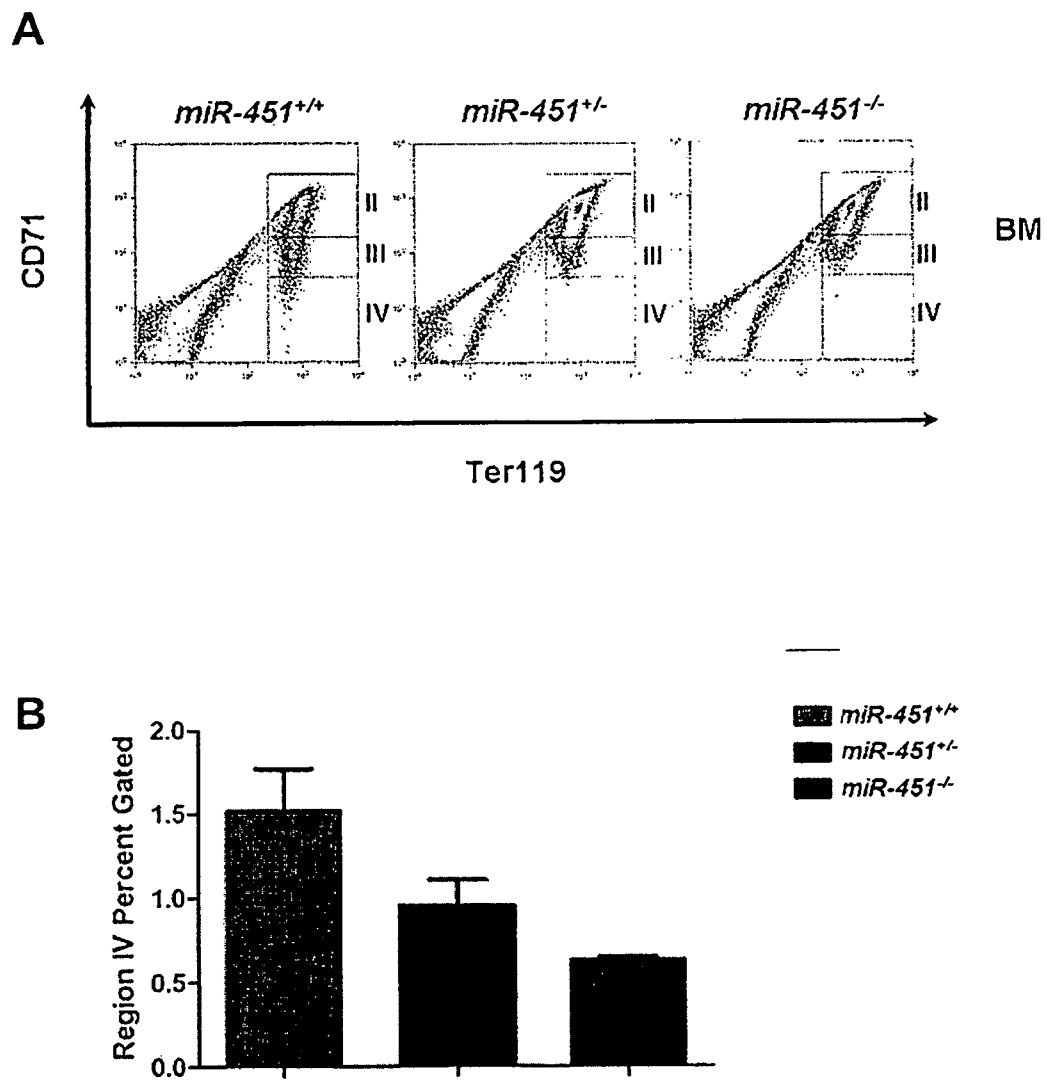 A
miR-451+/+ miR-451+/- miR-451-/-
CD71
II II II
III III III
IV IV IV
BM
Ter119
B
miR-451+/+
miR-451+/-
miR-451-/-
Region IV Percent Gated
2.0
1.5
1.0
0.5
0.0